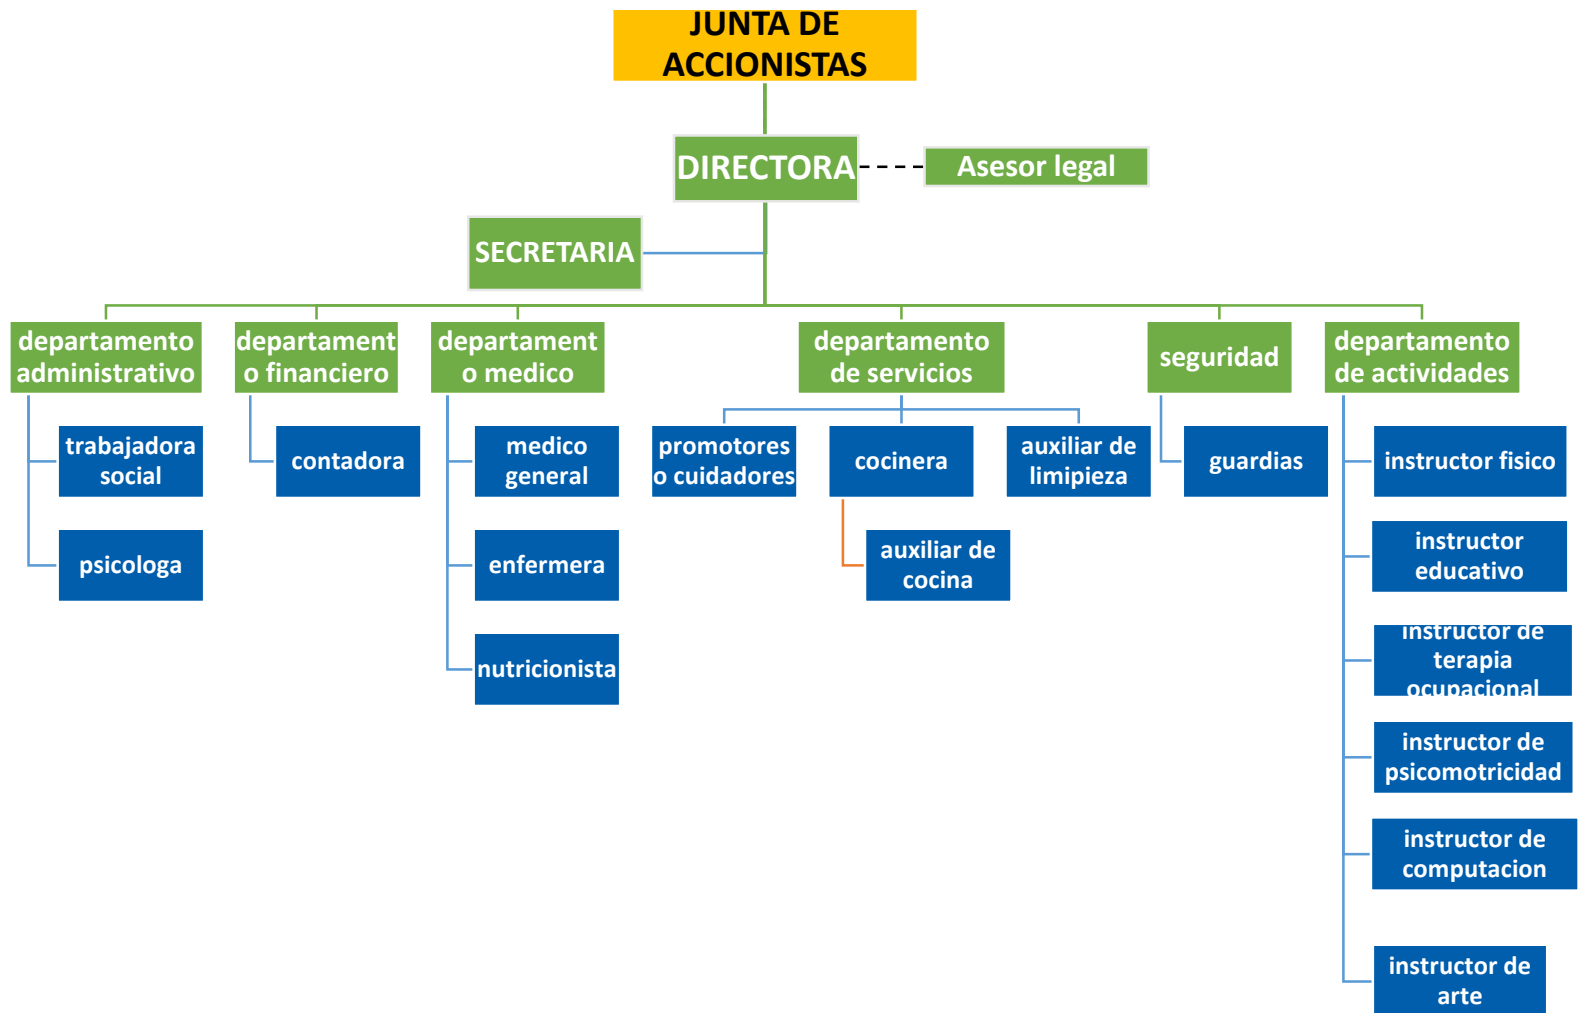 JUNTA DE
ACCIONISTAS
DIRECTORA
Asesor legal
SECRETARIA
departamento
administrativo
departament
o financiero
departament
o medico
departamento
de servicios
seguridad
departamento
de actividades
trabajadora
social
psicologa
contadora
medico
general
enfermera
nutricionista
promotores
o cuidadores
cocinera
auxiliar de
cocina
auxiliar de
limipieza
guardias
instructor fisico
instructor
educativo
instructor de
terapia
ocupacional
instructor de
psicomotricidad
instructor de
computacion
instructor de
arte